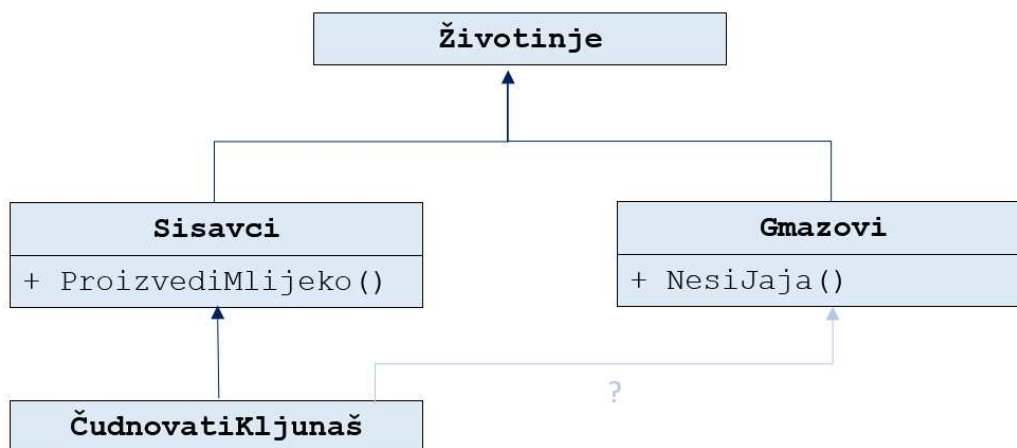 Životinje
Sisavci
+ ProizvediMlijeko()
Gmazovi
+ NesiJaja()
?
ČudnovatiKljunaš